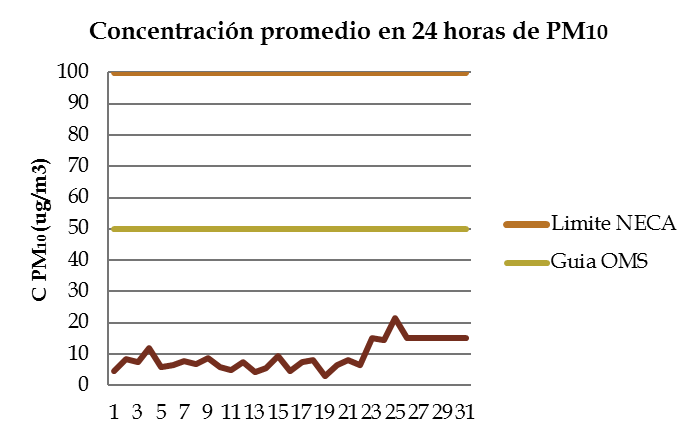 Concentración promedio en 24 horas de PM10
100
90
80
70
60
50
40
30
20
10
0
C PM10 (ug/m3)
1 3 5 7 9 11 13 15 17 19 21 23 25 27 29 31
Limite NECA
Guia OMS